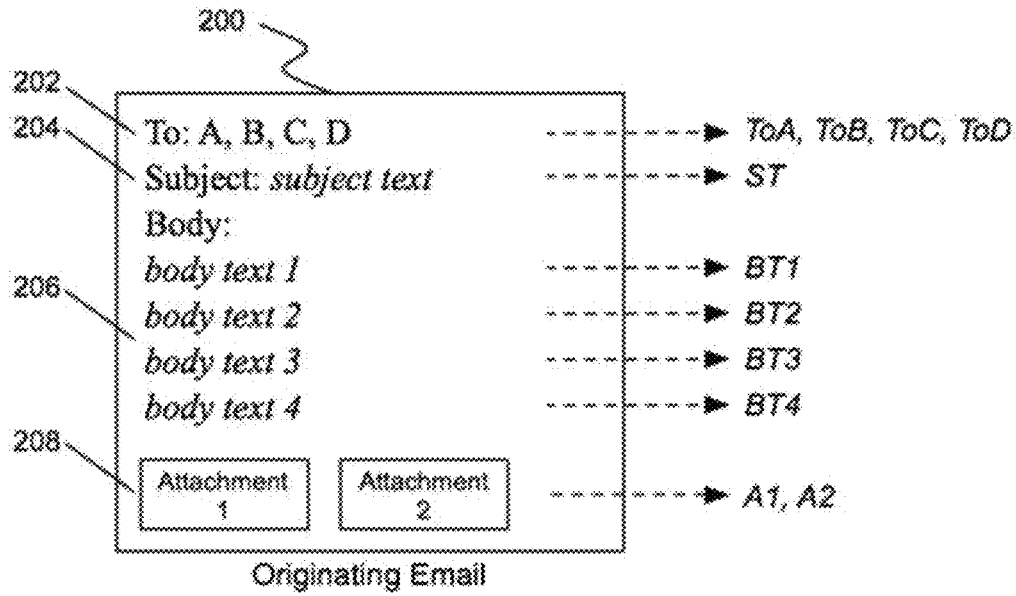 200
202
To: A, B, C, D
ToA, ToB, ToC, ToD
204
Subject: subject text
ST
Body:
body text 1
BT1
206
body text 2
BT2
body text 3
BT3
body text 4
BT4
208
Attachment 1
Attachment 2
A1, A2
Originating Email